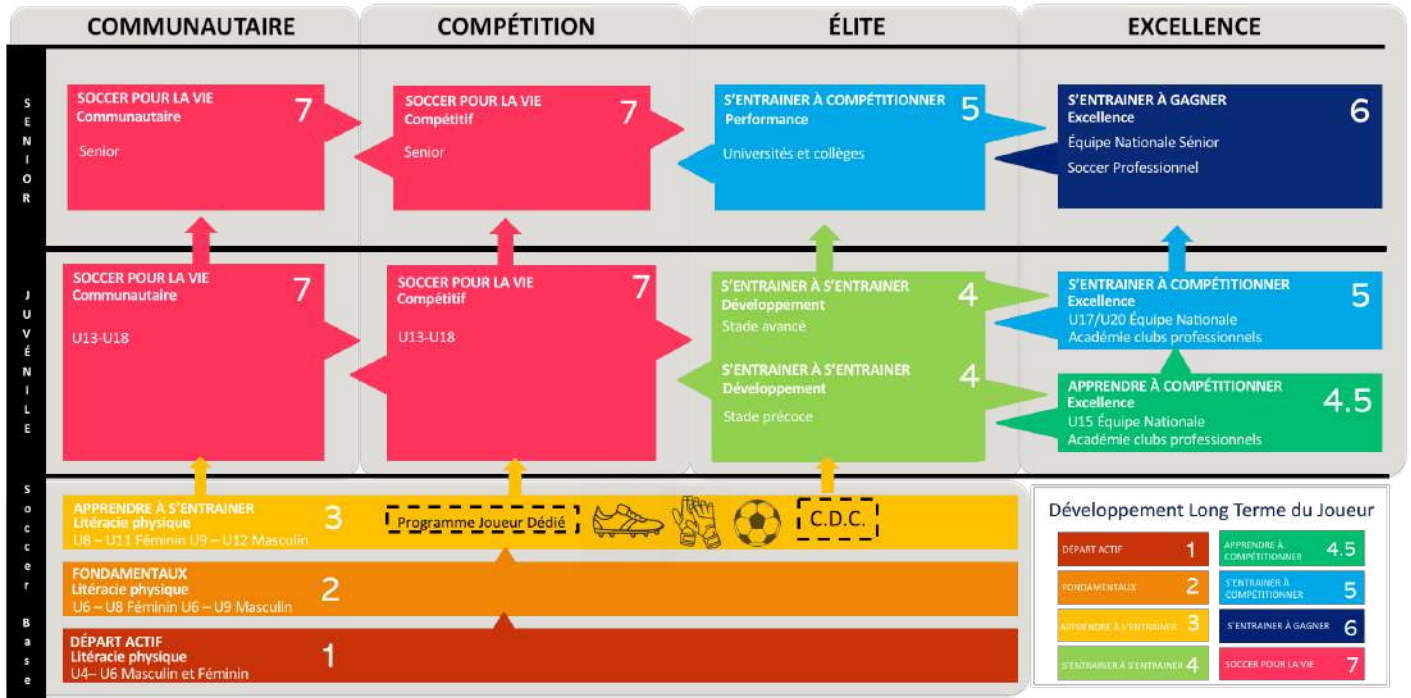 COMMUNAUTAIRE
COMPÉTITION
ÉLITE
EXCELLENCE
SENIOR
SOCCER POUR LA VIE
Communautaire
7
Senior
SOCCER POUR LA VIE
Compétitif
7
Senior
S'ENTRAINER À COMPÉTITIONNER
Performance
5
Universités et collèges
S'ENTRAINER À GAGNER
Excellence
6
Équipe Nationale Sénior
Soccer Professionnel
JUVÉNILE
SOCCER POUR LA VIE
Communautaire
7
U13-U18
SOCCER POUR LA VIE
Compétitif
7
U13-U18
S'ENTRAINER À S'ENTRAINER
Développement
4
Stade avancé
S'ENTRAINER À S'ENTRAINER
Développement
4
Stade précoce
S'ENTRAINER À COMPÉTITIONNER
Excellence
5
U17/U20 Équipe Nationale
Académie clubs professionnels
APPRENDRE À COMPÉTITIONNER
Excellence
4.5
U15 Équipe Nationale
Académie clubs professionnels
Soccer Base
APPRENDRE À S'ENTRAINER
Litéracie physique
3
U8 – U11 Féminin U9 – U12 Masculin
Programme Joueur Dédié
C.D.C.
FONDAMENTAUX
Litéracie physique
2
U6 – U8 Féminin U6 – U9 Masculin
DÉPART ACTIF
Litéracie physique
1
U4– U6 Masculin et Féminin
Développement Long Terme du Joueur
DÉPART ACTIF 1
APPRENDRE À
COMPÉTITIONNER 4.5
FONDAMENTAUX 2
S'ENTRAINER À
COMPÉTITIONNER 5
APPRENDRE À S'ENTRAINER 3
S'ENTRAINER À GAGNER 6
S'ENTRAINER À S'ENTRAINER 4
SOCCER POUR LA VIE 7